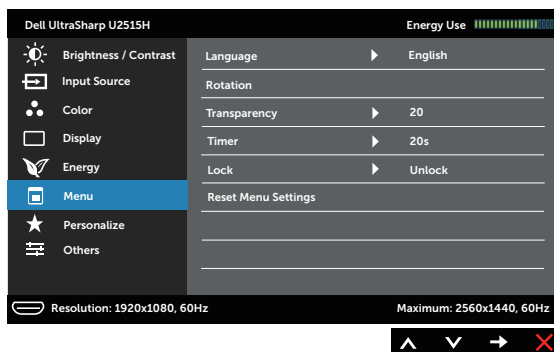 Dell UltraSharp U2515H Energy Use
Brightness / Contrast
Input Source
Color
Display
Energy
Menu
Personalize
Others
Language English
Rotation
Transparency 20
Timer 20s
Lock Unlock
Reset Menu Settings
Resolution: 1920x1080, 60Hz Maximum: 2560x1440, 60Hz